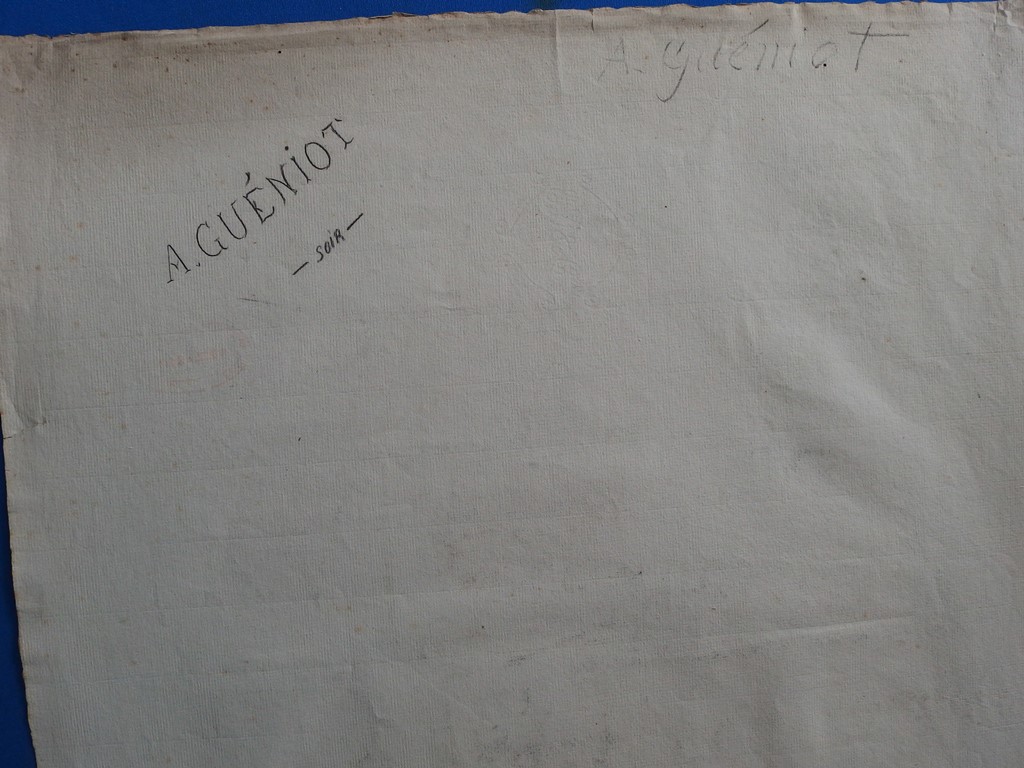 A. Guéniot
A. GUÉNIOT
— SOIR —